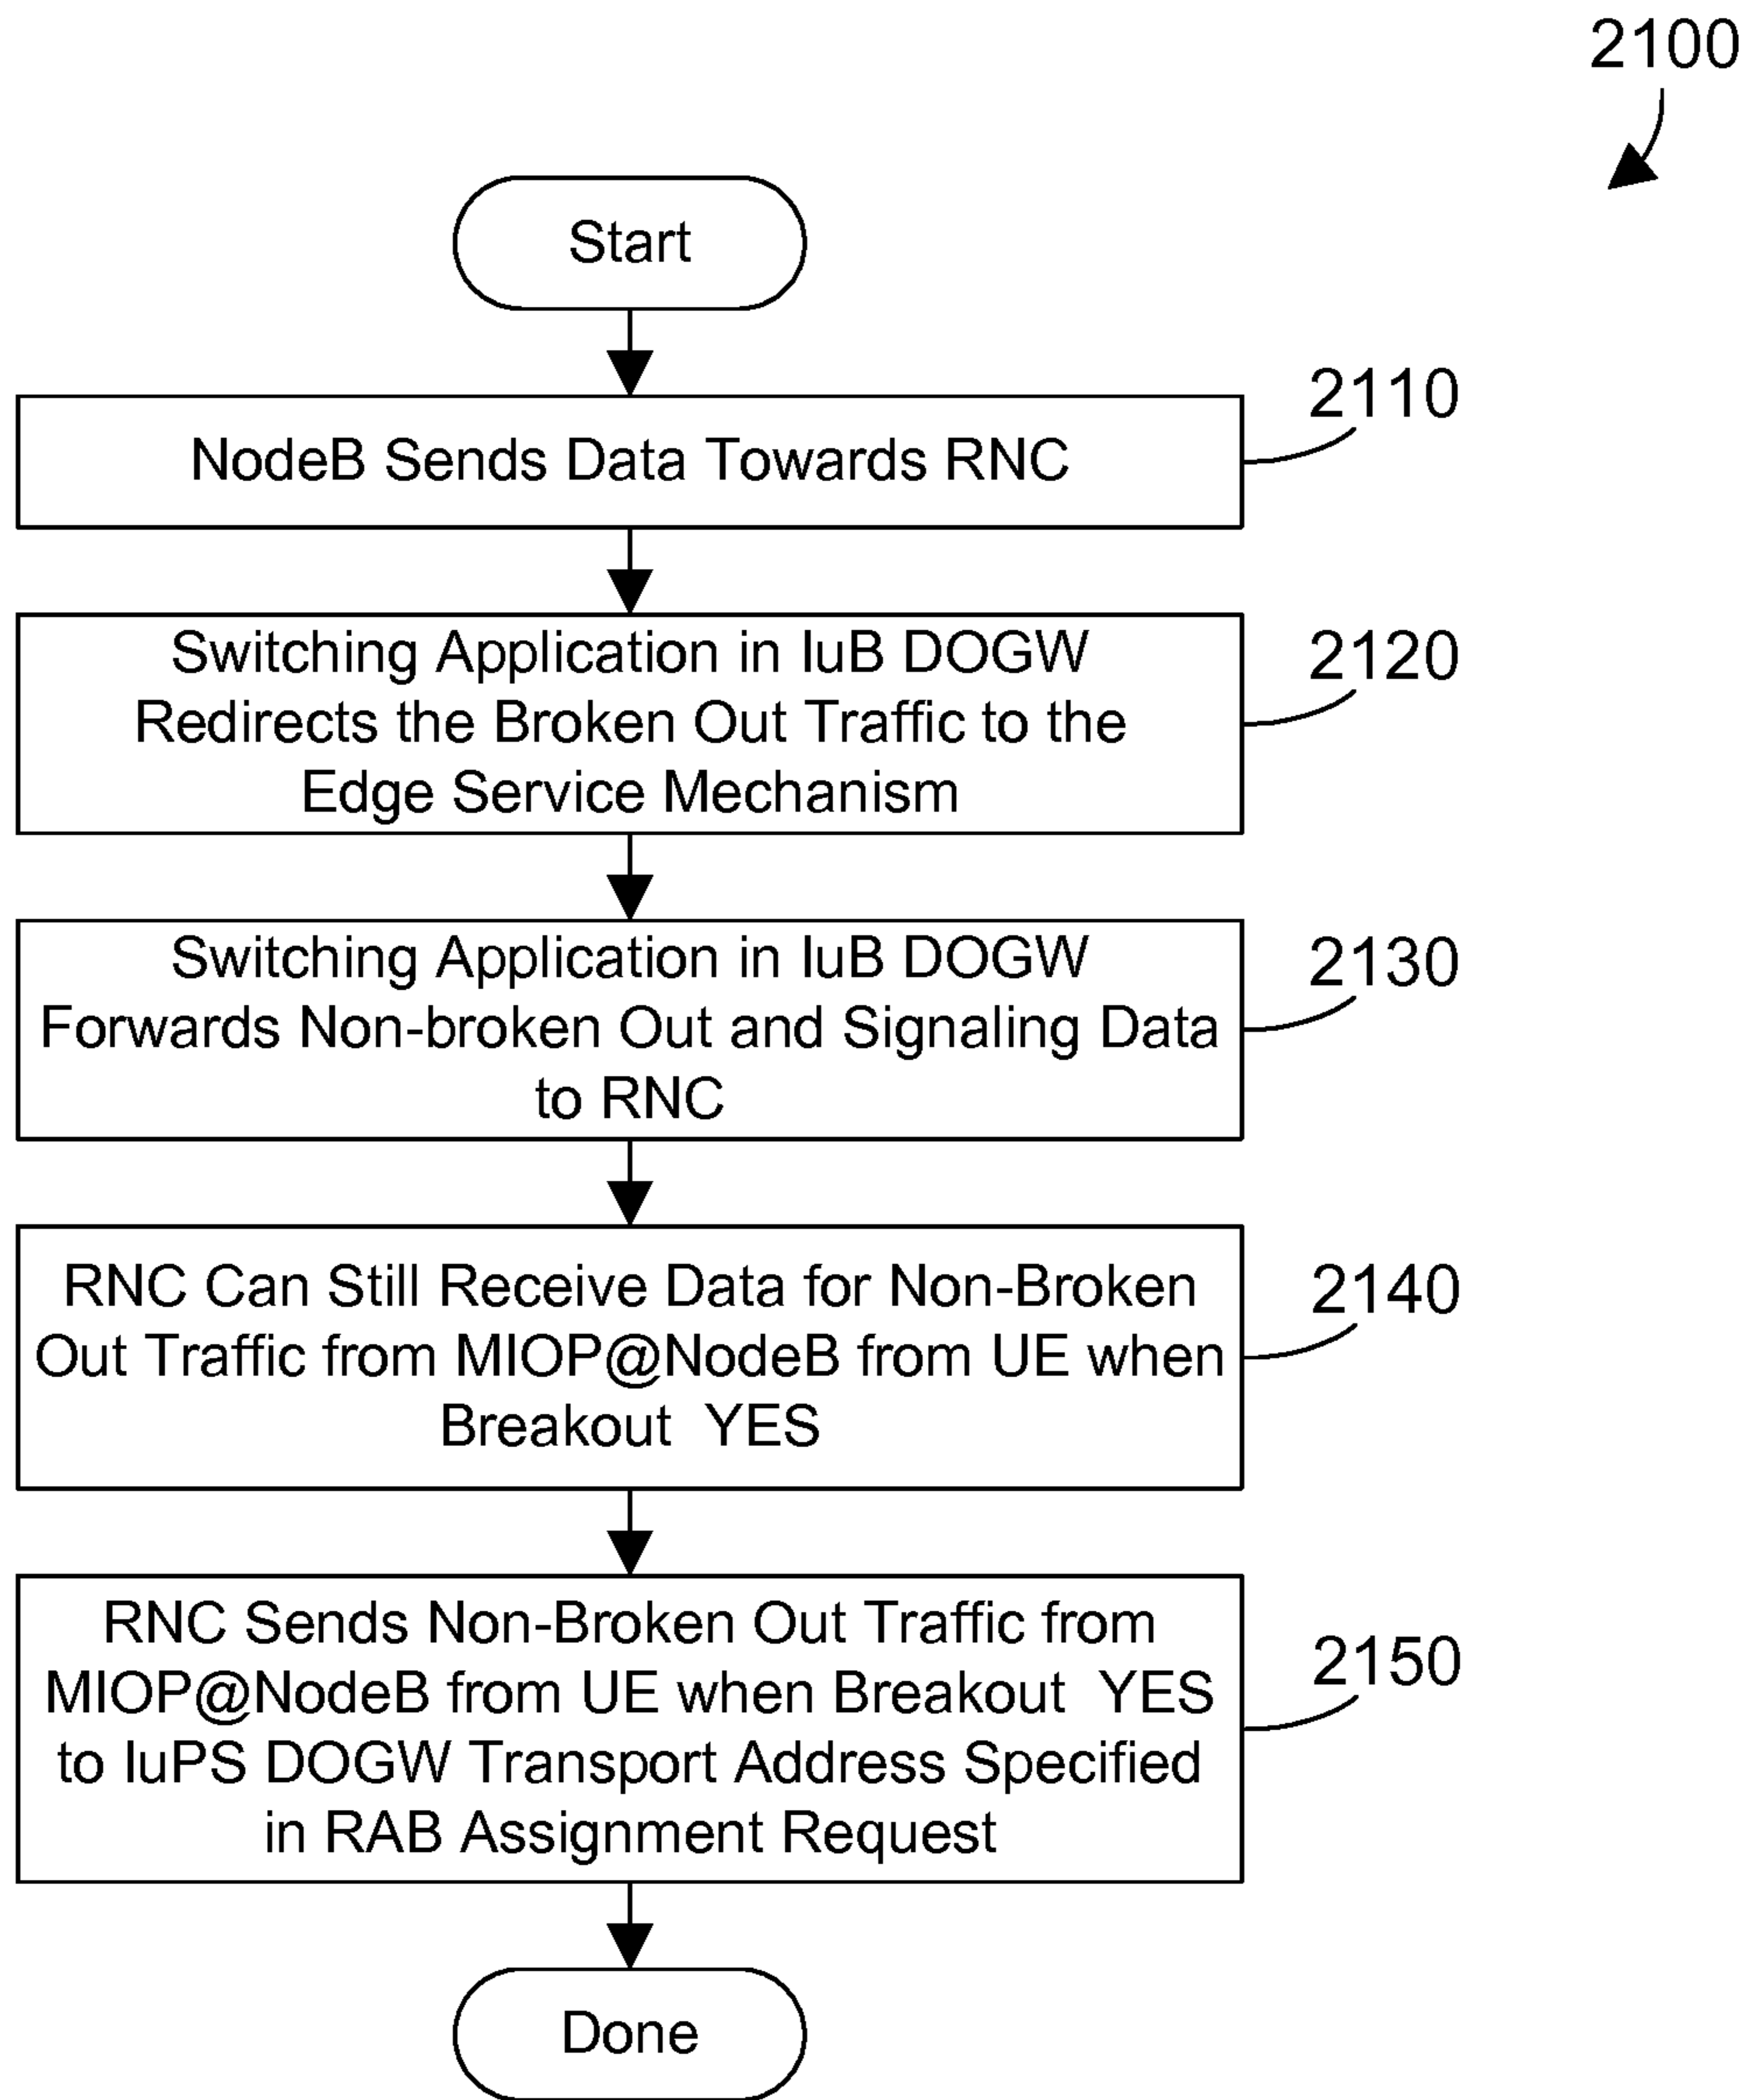 2100
Start
2110
NodeB Sends Data Towards RNC
2120
Switching Application in IuB DOGW
Redirects the Broken Out Traffic to the
Edge Service Mechanism
2130
Switching Application in IuB DOGW
Forwards Non-broken Out and Signaling Data
to RNC
2140
RNC Can Still Receive Data for Non-Broken
Out Traffic from MIOP@NodeB from UE when
Breakout  YES
2150
RNC Sends Non-Broken Out Traffic from
MIOP@NodeB from UE when Breakout  YES
to IuPS DOGW Transport Address Specified
in RAB Assignment Request
Done